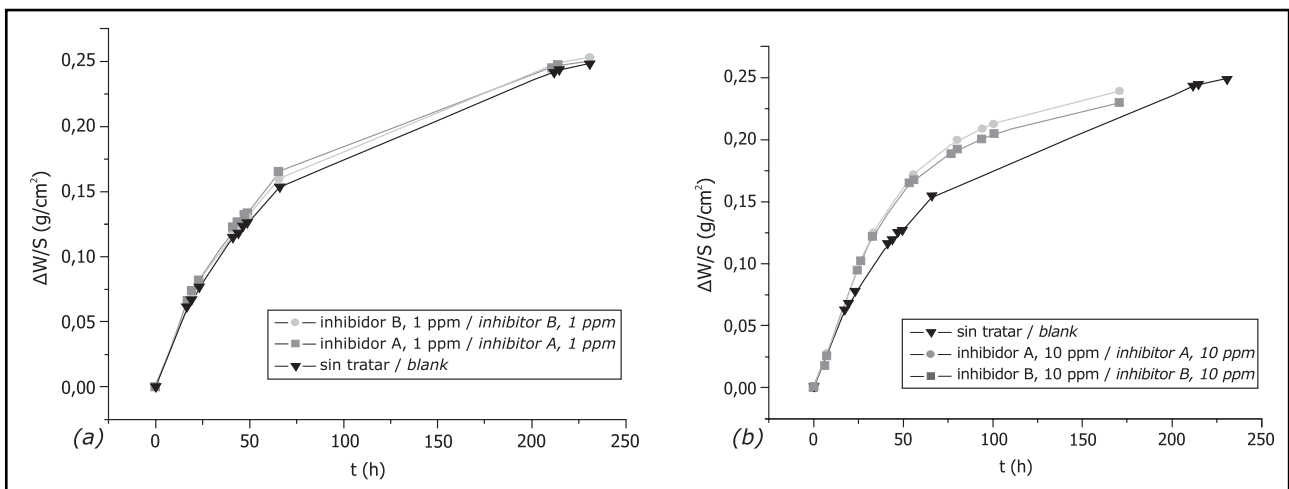 0,25
0,20
0,15
0,10
0,05
0,00
ΔW/S (g/cm²)
inhibidor B, 1 ppm / inhibitor B, 1 ppm
inhibidor A, 1 ppm / inhibitor A, 1 ppm
sin tratar / blank
0 50 100 150 200 250
t (h)
(a)
0,25
0,20
0,15
0,10
0,05
0,00
ΔW/S (g/cm²)
sin tratar / blank
inhibidor A, 10 ppm / inhibitor A, 10 ppm
inhibidor B, 10 ppm / inhibitor B, 10 ppm
0 50 100 150 200 250
t (h)
(b)